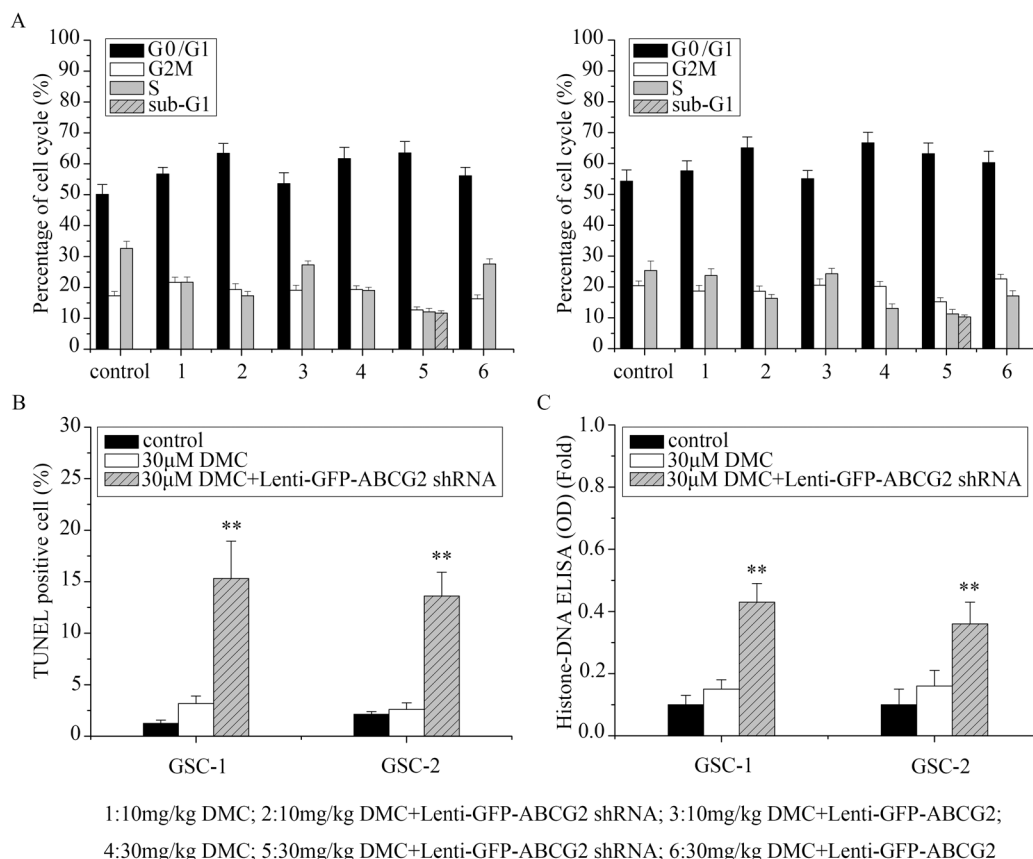 A
100
90
80
70
60
50
40
30
20
10
0
Percentage of cell cycle (%)
G0/G1
G2M
S
sub-G1
control 1 2 3 4 5 6
100
90
80
70
60
50
40
30
20
10
0
Percentage of cell cycle (%)
G0/G1
G2M
S
sub-G1
control 1 2 3 4 5 6
B
30
25
20
15
10
5
0
TUNEL positive cell (%)
control
30μM DMC
30μM DMC+Lenti-GFP-ABCG2 shRNA
**
**
GSC-1 GSC-2
C
1.0
0.8
0.6
0.4
0.2
0.0
Histone-DNA ELISA (OD) (Fold)
control
30μM DMC
30μM DMC+Lenti-GFP-ABCG2 shRNA
**
**
GSC-1 GSC-2
1:10mg/kg DMC; 2:10mg/kg DMC+Lenti-GFP-ABCG2 shRNA; 3:10mg/kg DMC+Lenti-GFP-ABCG2;
4:30mg/kg DMC; 5:30mg/kg DMC+Lenti-GFP-ABCG2 shRNA; 6:30mg/kg DMC+Lenti-GFP-ABCG2